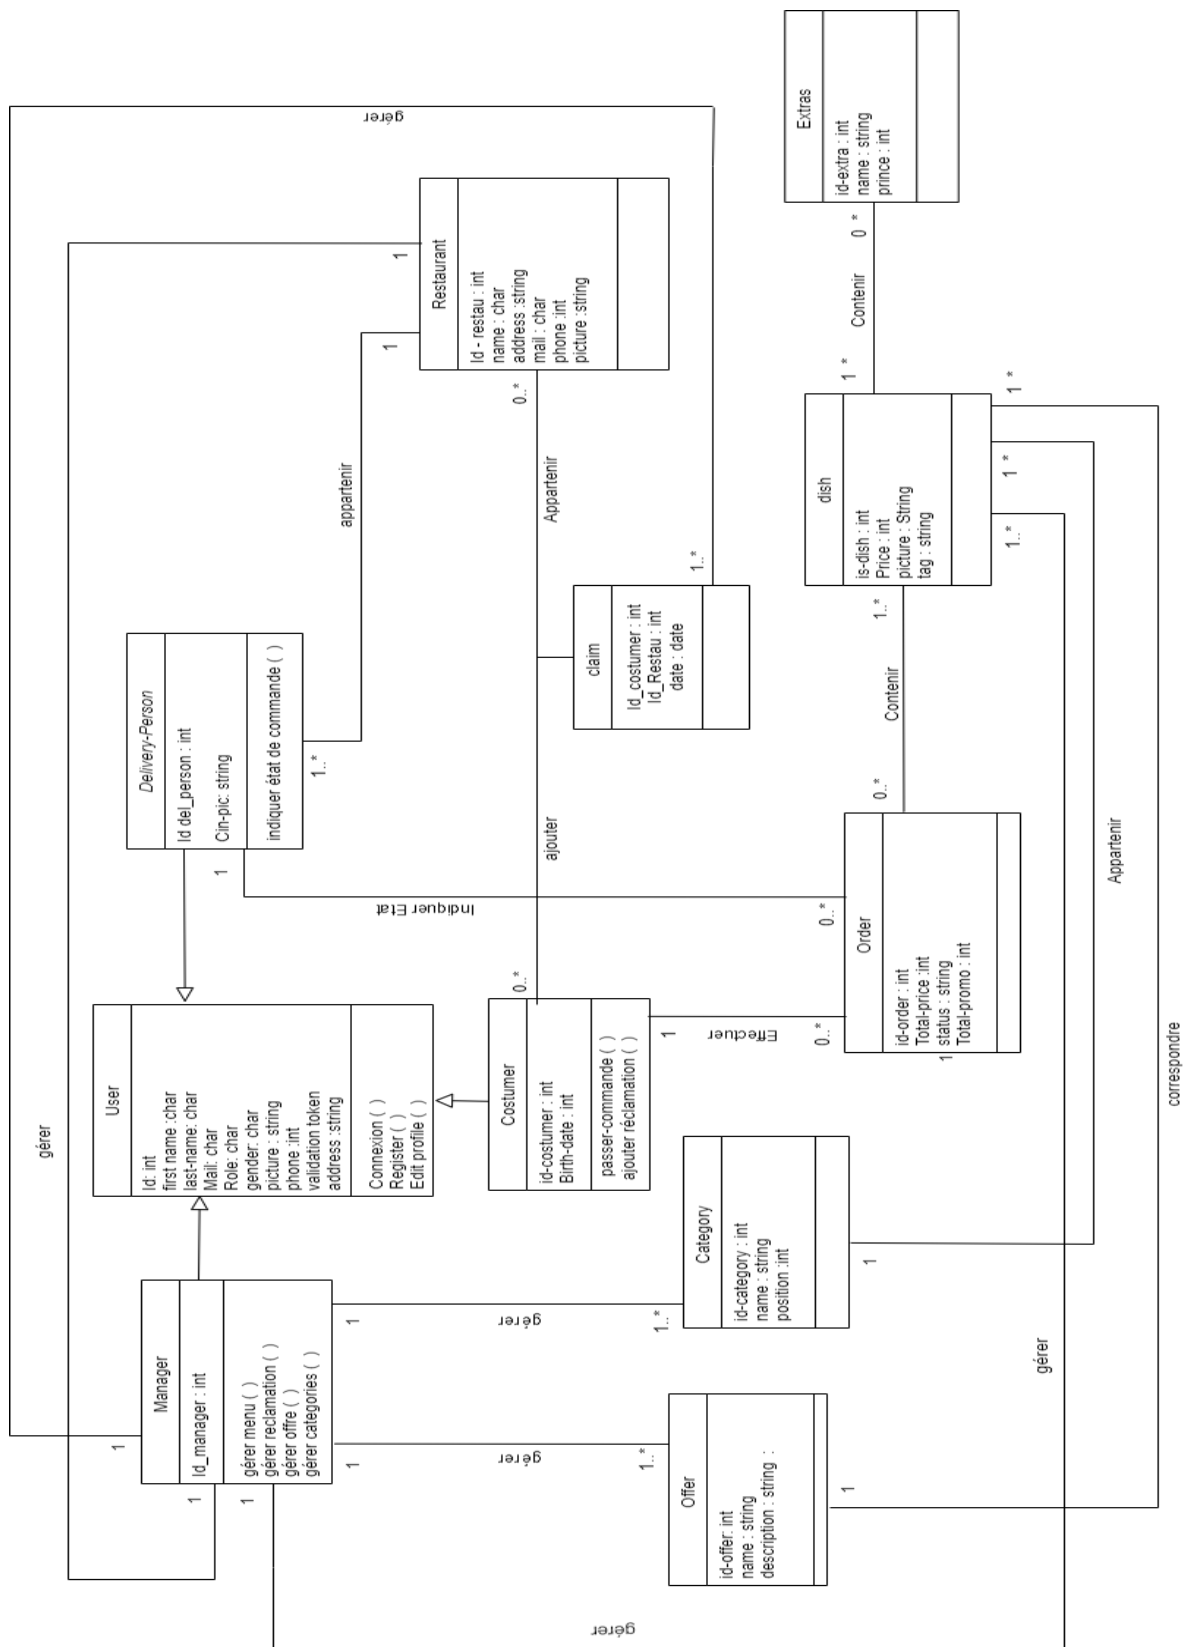 gérer
gérer
Manager
Id_manager : int
gérer menu ( )
gérer reclamation ( )
gérer offre ( )
gérer categories ( )
1
1
1
1
1
User
Id: int
first name :char
last-name: char
Mail: char
Role: char
gender: char
picture : string
phone :int
validation token
address :string
Connexion ( )
Register ( )
Edit profile ( )
Delivery-Person
Id del_person : int
Cin-pic: string
indiquer état de commande ( )
1
1..*
appartenir
1
1
Restaurant
Id - restau : int
name : char
address :string
mail : char
phone :int
picture :string
0..*
Indiquer Etat
0..*
Costumer
id-costumer : int
Birth-date : int
passer-commande ( )
ajouter réclamation ( )
0..*
ajouter
Appartenir
claim
Id_costumer : int
Id_Restau : int
date : date
1..*
1
Effectuer
0..*
gérer
1..*
gérer
1..*
Offer
id-offer: int
name : string
description : string :
1
Category
id-category : int
name : string
position :int
1
Order
id-order : int
Total-price :int
status : string
Total-promo : int
1
0..*
Contenir
1..*
dish
is-dish : int
Price : int
picture : String
tag : string
1 *
Contenir
0 *
Extras
id-extra : int
name : string
prince : int
1..*
1 *
1 *
gérer
gérer
Appartenir
correspondre